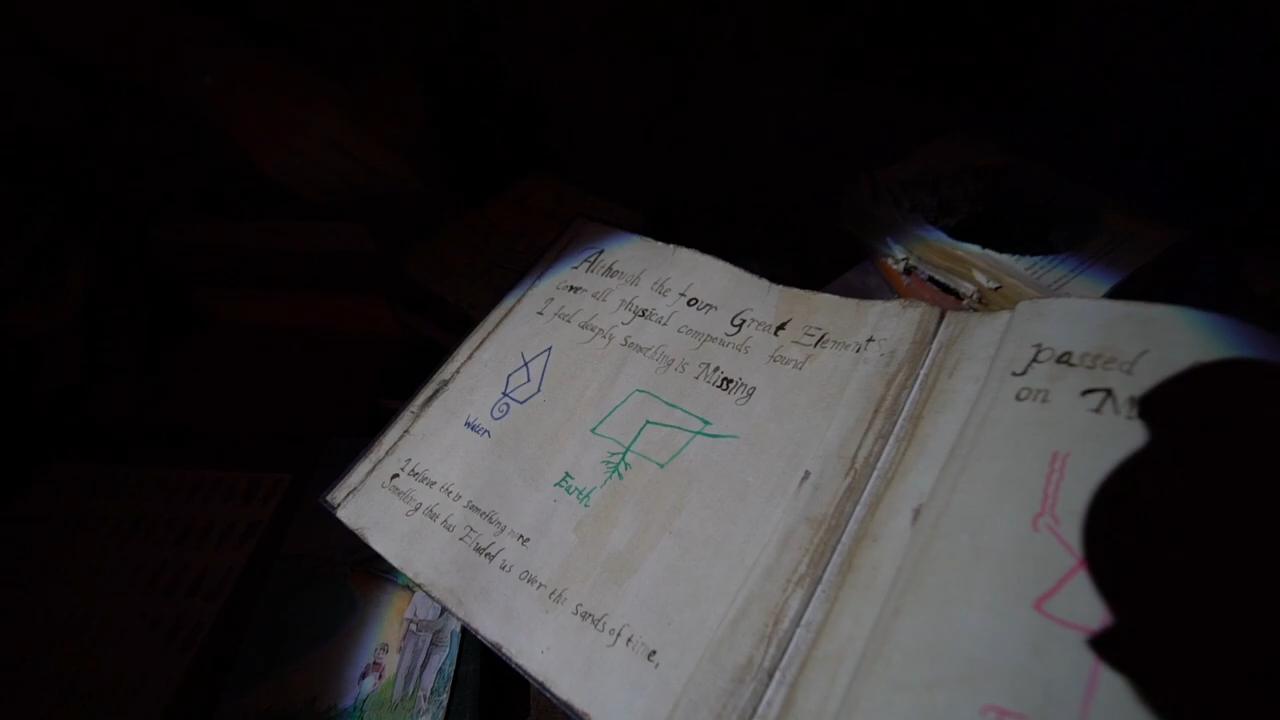 Although the four Great Elements,
cover all physical compounds found
I feel deeply something is Missing
Water
Earth
I believe the is something more
Something that has Eluded us over the sands of time,
passed
on